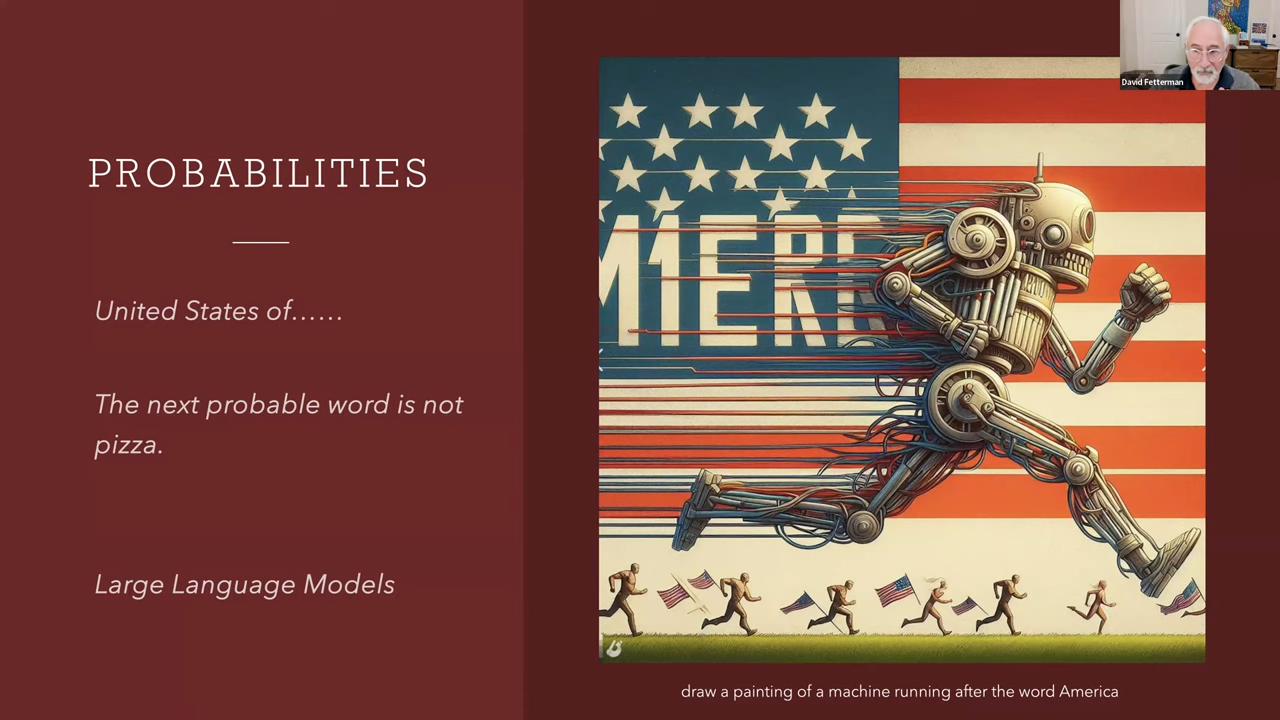 David Fetterman
PROBABILITIES
United States of......
The next probable word is not
pizza.
Large Language Models
M1ERE
draw a painting of a machine running after the word America